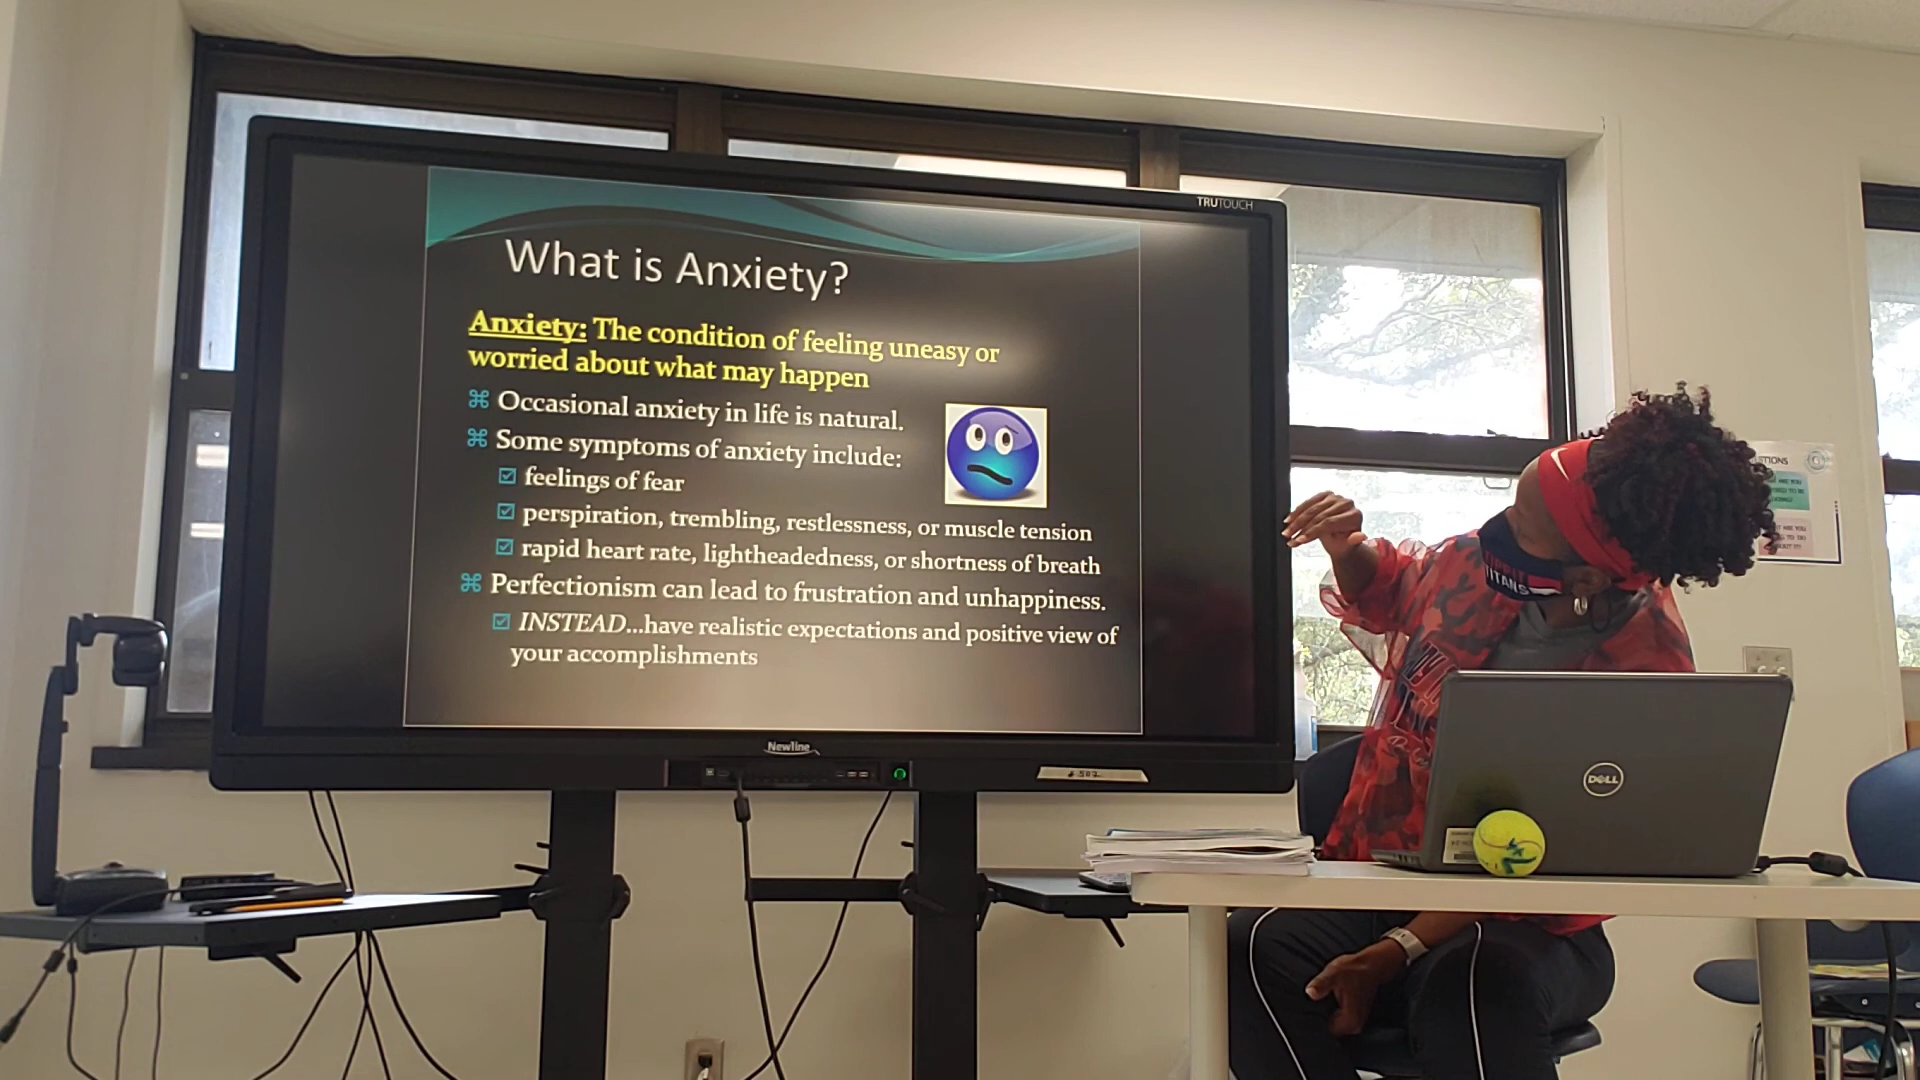 TRUTOUCH
What is Anxiety?
Anxiety: The condition of feeling uneasy or
worried about what may happen
⌘ Occasional anxiety in life is natural.
⌘ Some symptoms of anxiety include:
☑ feelings of fear
☑ perspiration, trembling, restlessness, or muscle tension
☑ rapid heart rate, lightheadedness, or shortness of breath
⌘ Perfectionism can lead to frustration and unhappiness.
☑ INSTEAD...have realistic expectations and positive view of
your accomplishments
Newline
TITANS
DELL